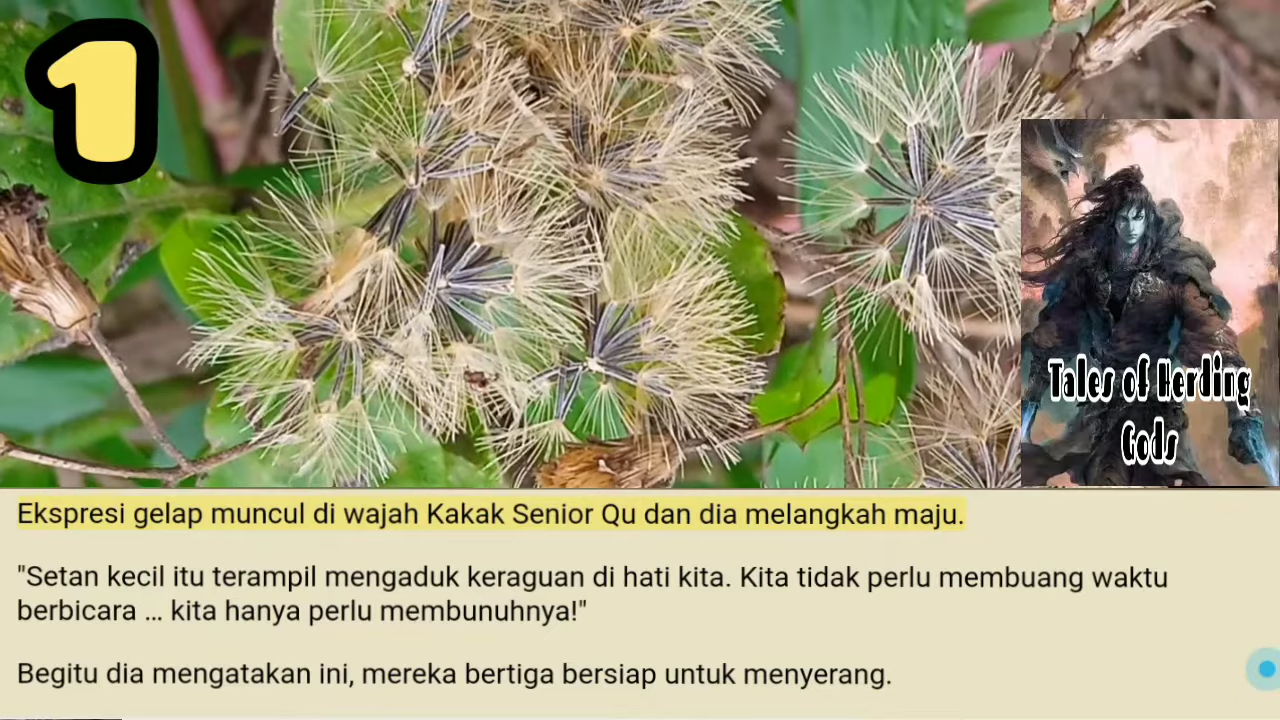 1
Tales of Herding
Gods
Ekspresi gelap muncul di wajah Kakak Senior Qu dan dia melangkah maju.
"Setan kecil itu terampil mengaduk keraguan di hati kita. Kita tidak perlu membuang waktu
berbicara ... kita hanya perlu membunuhnya!"
Begitu dia mengatakan ini, mereka bertiga bersiap untuk menyerang.